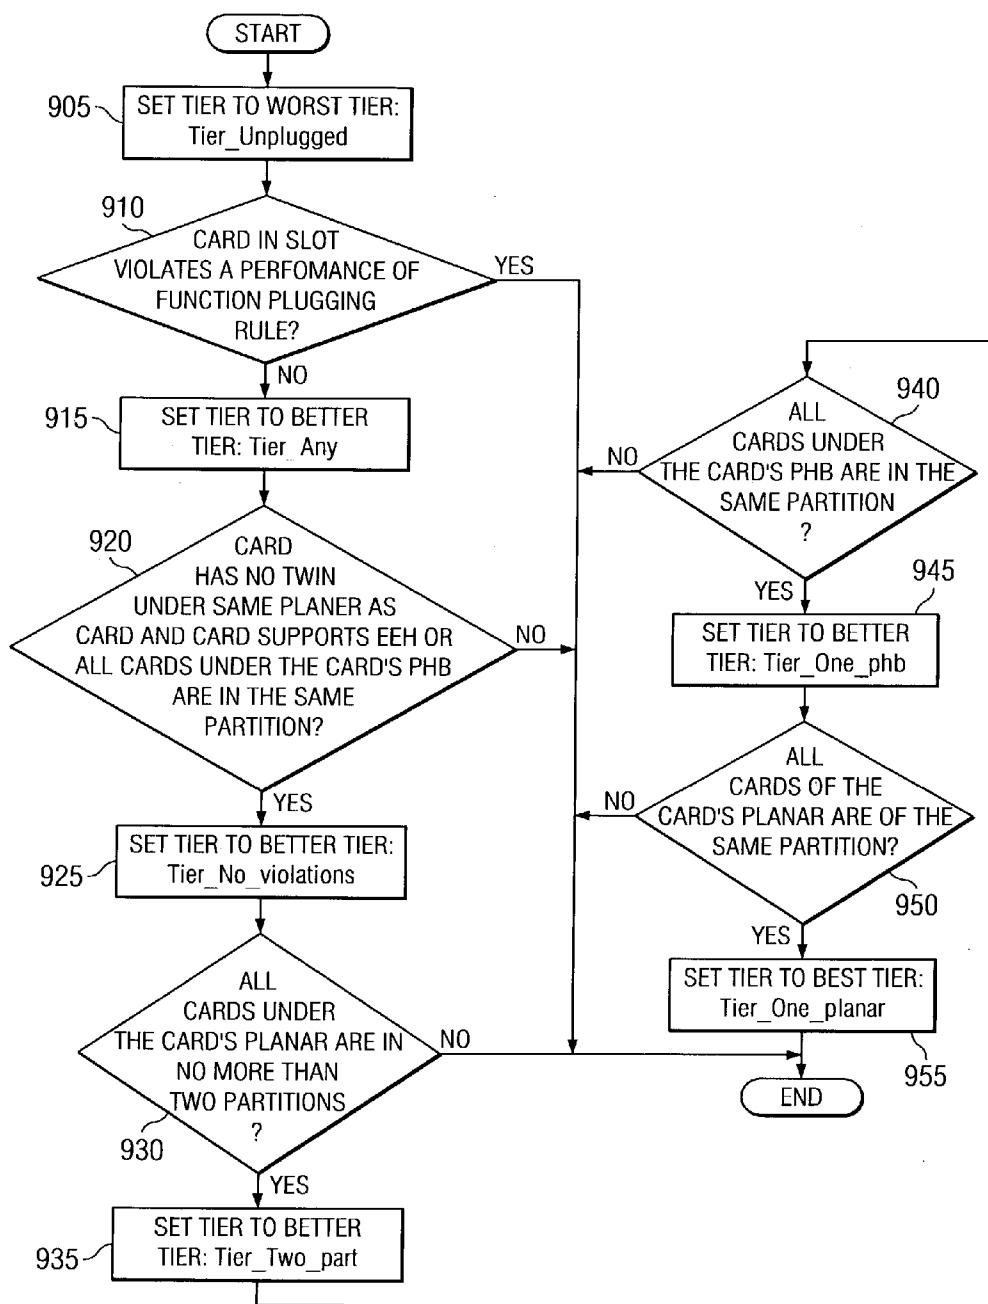 START
905
SET TIER TO WORST TIER:
Tier_Unplugged
910
CARD IN SLOT
VIOLATES A PERFOMANCE OF
FUNCTION PLUGGING
RULE?
YES
NO
915
SET TIER TO BETTER
TIER: Tier_Any
920
CARD
HAS NO TWIN
UNDER SAME PLANER AS
CARD AND CARD SUPPORTS EEH OR
ALL CARDS UNDER THE CARD'S PHB
ARE IN THE SAME
PARTITION?
NO
YES
925
SET TIER TO BETTER TIER:
Tier_No_violations
ALL
CARDS UNDER
THE CARD'S PLANAR ARE IN
NO MORE THAN
TWO PARTITIONS
?
930
NO
YES
935
SET TIER TO BETTER
TIER: Tier_Two_part
940
ALL
CARDS UNDER
THE CARD'S PHB ARE IN THE
SAME PARTITION
?
NO
YES
945
SET TIER TO BETTER
TIER: Tier_One_phb
ALL
CARDS OF THE
CARD'S PLANAR ARE OF THE
SAME PARTITION?
950
NO
YES
SET TIER TO BEST TIER:
Tier_One_planar
955
END